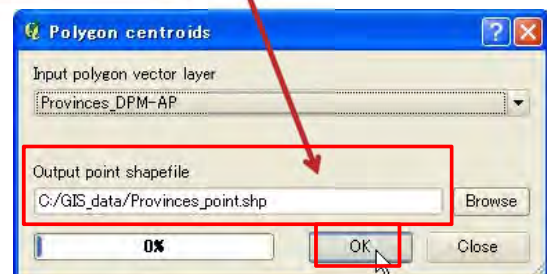 Polygon centroids
Input polygon vector layer
Provinces_DPM-AP
Output point shapefile
C:/GIS_data/Provinces_point.shp
Browse
0%
OK
Close